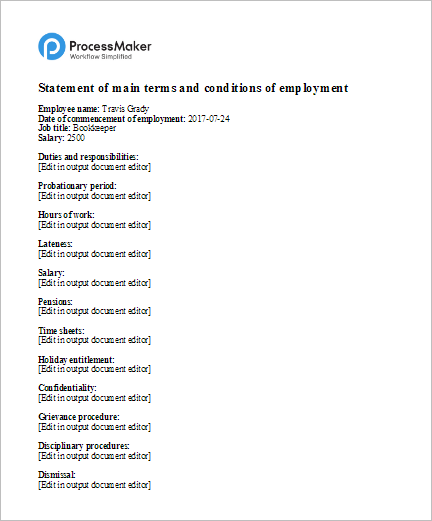 ProcessMaker
Workflow Simplified
Statement of main terms and conditions of employment
Employee name: Travis Grady
Date of commencement of employment: 2017-07-24
Job title: Bookkeeper
Salary: 2500
Duties and responsibilities:
[Edit in output document editor]
Probationary period:
[Edit in output document editor]
Hours of work:
[Edit in output document editor]
Lateness:
[Edit in output document editor]
Salary:
[Edit in output document editor]
Pensions:
[Edit in output document editor]
Time sheets:
[Edit in output document editor]
Holiday entitlement:
[Edit in output document editor]
Confidentiality:
[Edit in output document editor]
Grievance procedure:
[Edit in output document editor]
Disciplinary procedures:
[Edit in output document editor]
Dismissal:
[Edit in output document editor]